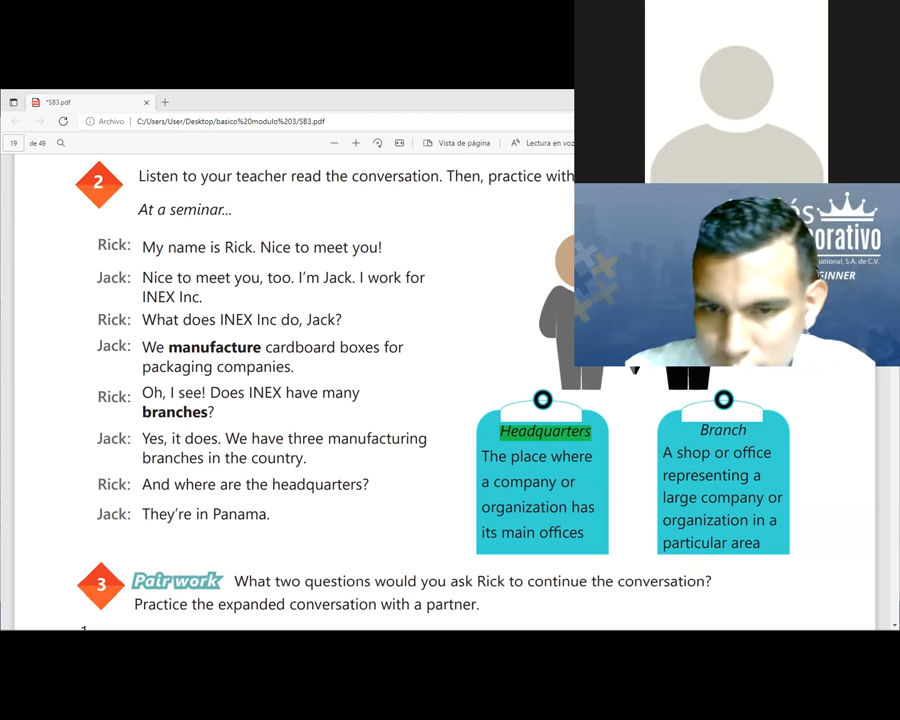 *SB3.pdf
Archivo
C:/Users/User/Desktop/basico%20modulo%203/SB3.pdf
19 de 49
Vista de página
Lectura en voz
2
Listen to your teacher read the conversation. Then, practice with
At a seminar...
Rick: My name is Rick. Nice to meet you!
Jack: Nice to meet you, too. I'm Jack. I work for
INEX Inc.
Rick: What does INEX Inc do, Jack?
Jack: We manufacture cardboard boxes for
packaging companies.
Rick: Oh, I see! Does INEX have many
branches?
Jack: Yes, it does. We have three manufacturing
branches in the country.
Rick: And where are the headquarters?
Jack: They're in Panama.
Headquarters
The place where
a company or
organization has
its main offices
Branch
A shop or office
representing a
large company or
organization in a
particular area
3
Pair work What two questions would you ask Rick to continue the conversation?
Practice the expanded conversation with a partner.